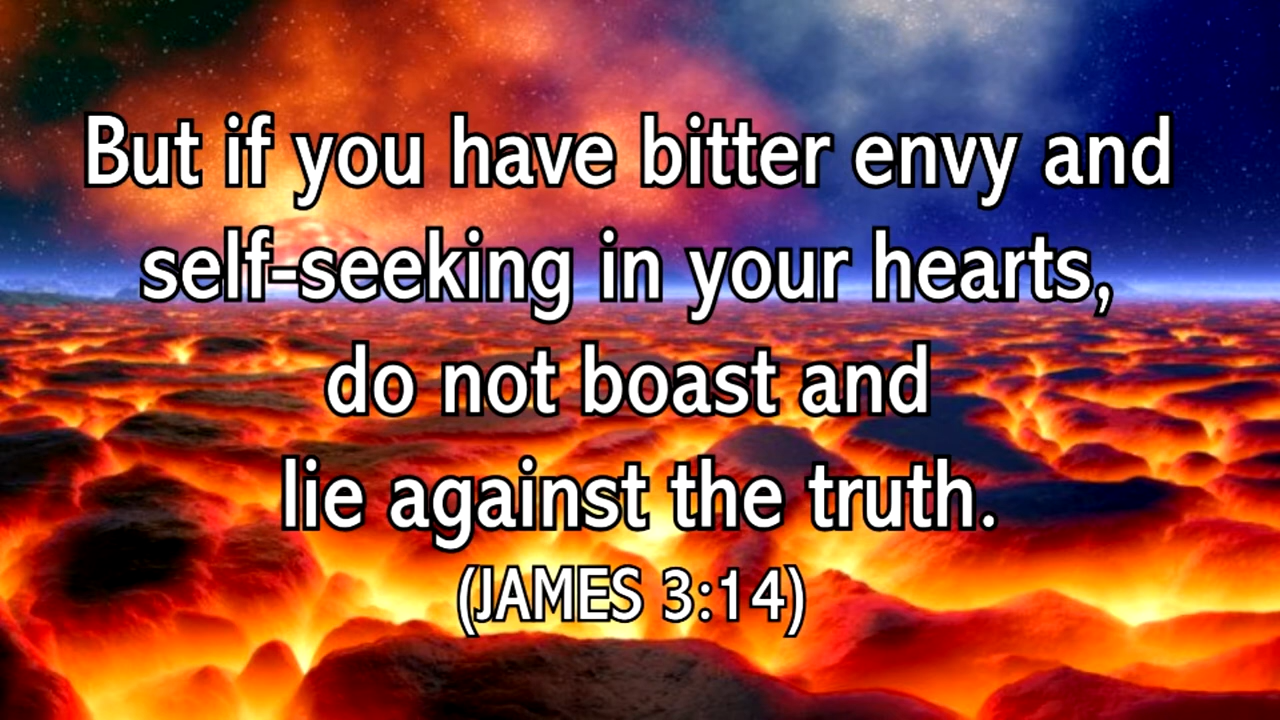 But if you have bitter envy and
self-seeking in your hearts,
do not boast and
lie against the truth.
(JAMES 3:14)